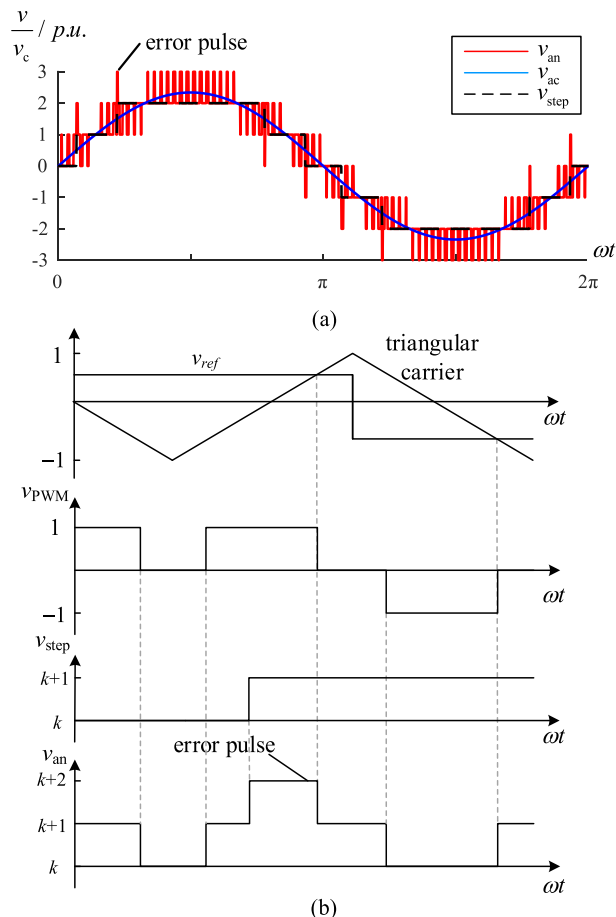 v/v_c / p.u.
error pulse
v_an
v_ac
v_step
3
2
1
0
-1
-2
-3
0
π
2π
ωt
(a)
1
v_ref
triangular
carrier
ωt
−1
v_PWM
1
ωt
−1
v_step
k+1
k
ωt
v_an
error pulse
k+2
k+1
k
ωt
(b)